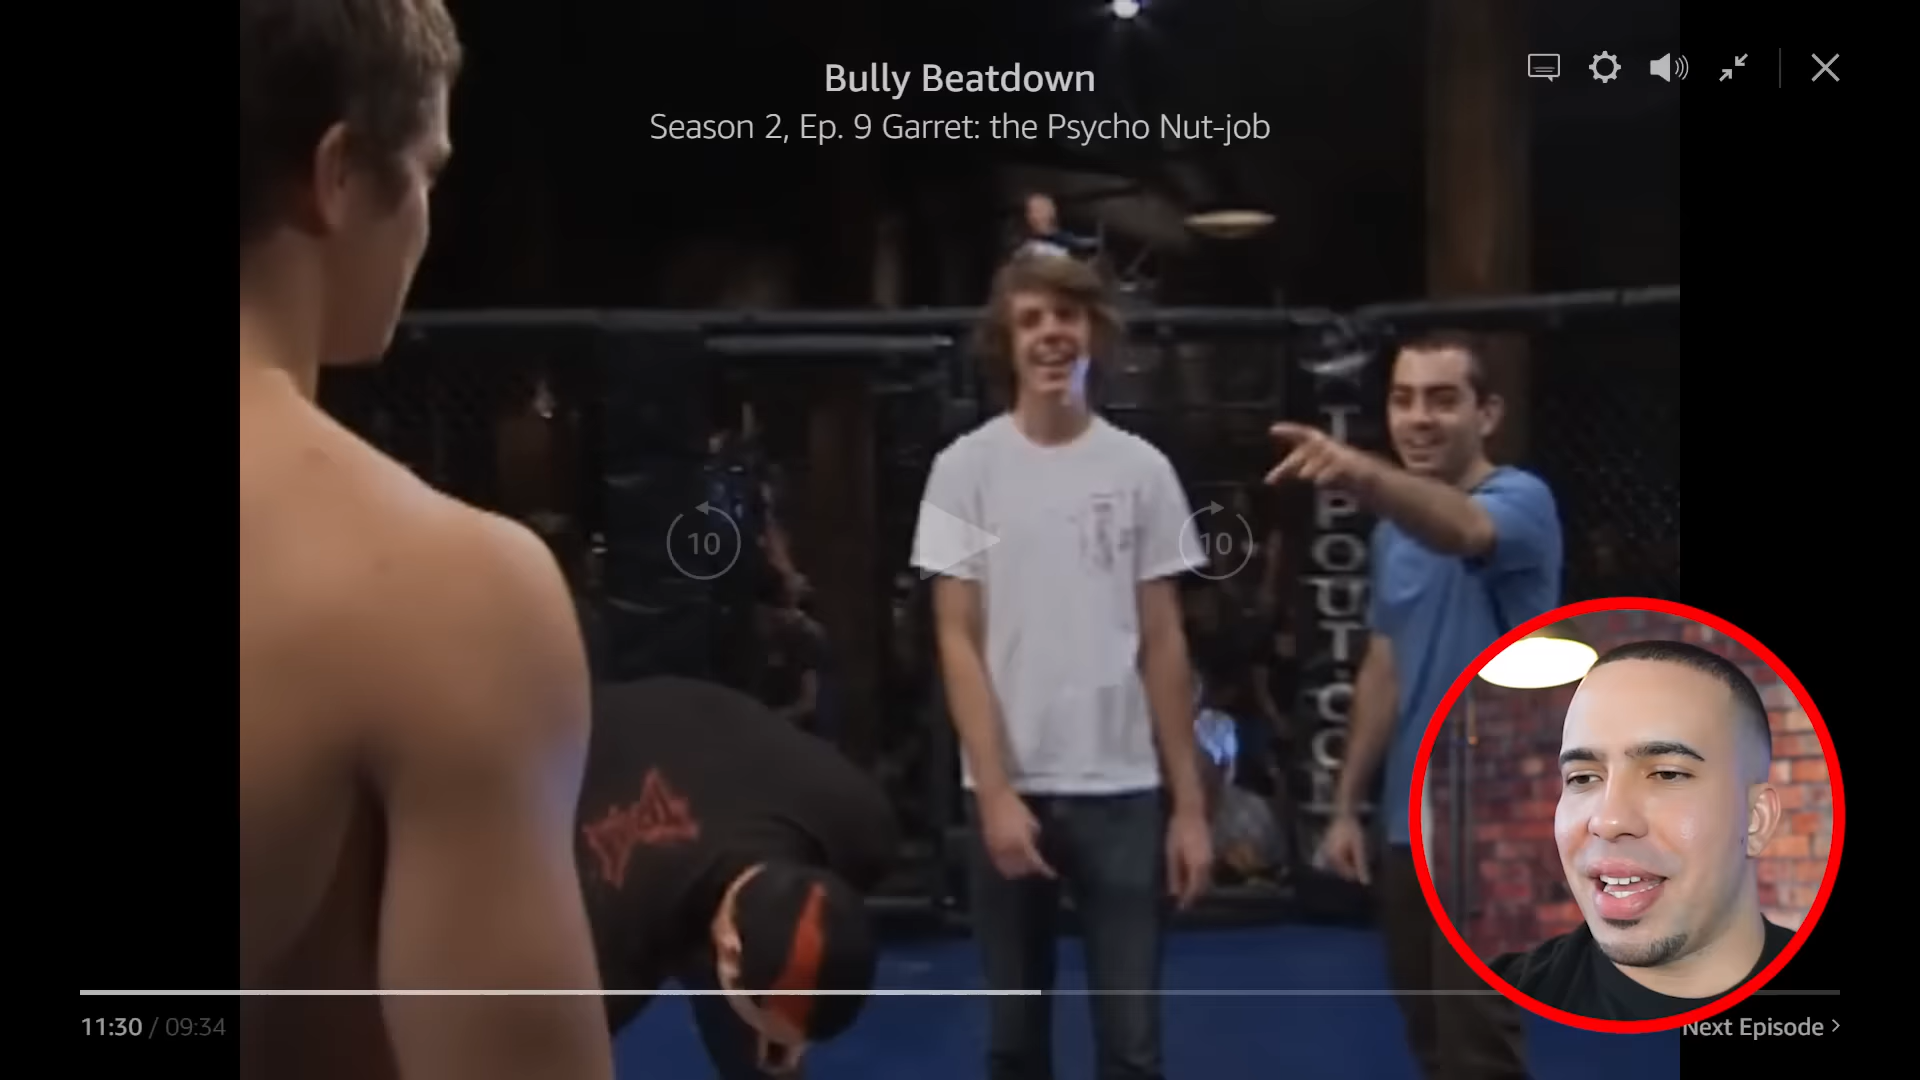 Bully Beatdown
Season 2, Ep. 9 Garret: the Psycho Nut-job
10
10
11:30 / 09:34
Next Episode